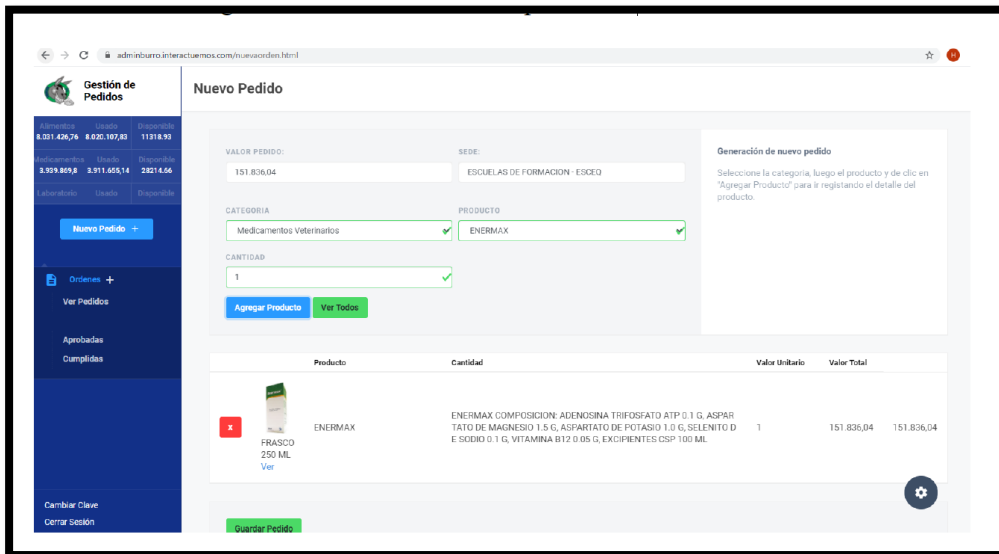 adminburro.interactuemos.com/nuevaorden.html
H
Gestión de
Pedidos
Nuevo Pedido
Alimentos Usado Disponible
8.031.426,76 8.020.107,83 11318.93
Medicamentos Usado Disponible
3.939.869,8 3.911.655,14 28214.66
Laboratorio Usado Disponible
Nuevo Pedido +
Ordenes +
Ver Pedidos
Aprobadas
Cumplidas
Cambiar Clave
Cerrar Sesión
VALOR PEDIDO: SEDE:
151.836,04 ESCUELAS DE FORMACION - ESCEQ
CATEGORIA PRODUCTO
Medicamentos Veterinarios ENERMAX
CANTIDAD
1
Agregar Producto Ver Todos
Generación de nuevo pedido
Seleccione la categoría, luego el producto y de clic en
"Agregar Producto" para ir registando el detalle del
producto.
Producto Cantidad Valor Unitario Valor Total
X
FRASCO
250 ML
Ver
ENERMAX
ENERMAX COMPOSICION: ADENOSINA TRIFOSFATO ATP 0.1 G, ASPAR
TATO DE MAGNESIO 1.5 G, ASPARTATO DE POTASIO 1.0 G, SELENITO D
E SODIO 0.1 G, VITAMINA B12 0.05 G, EXCIPIENTES CSP 100 ML
1 151.836,04 151.836,04
Guardar Pedido